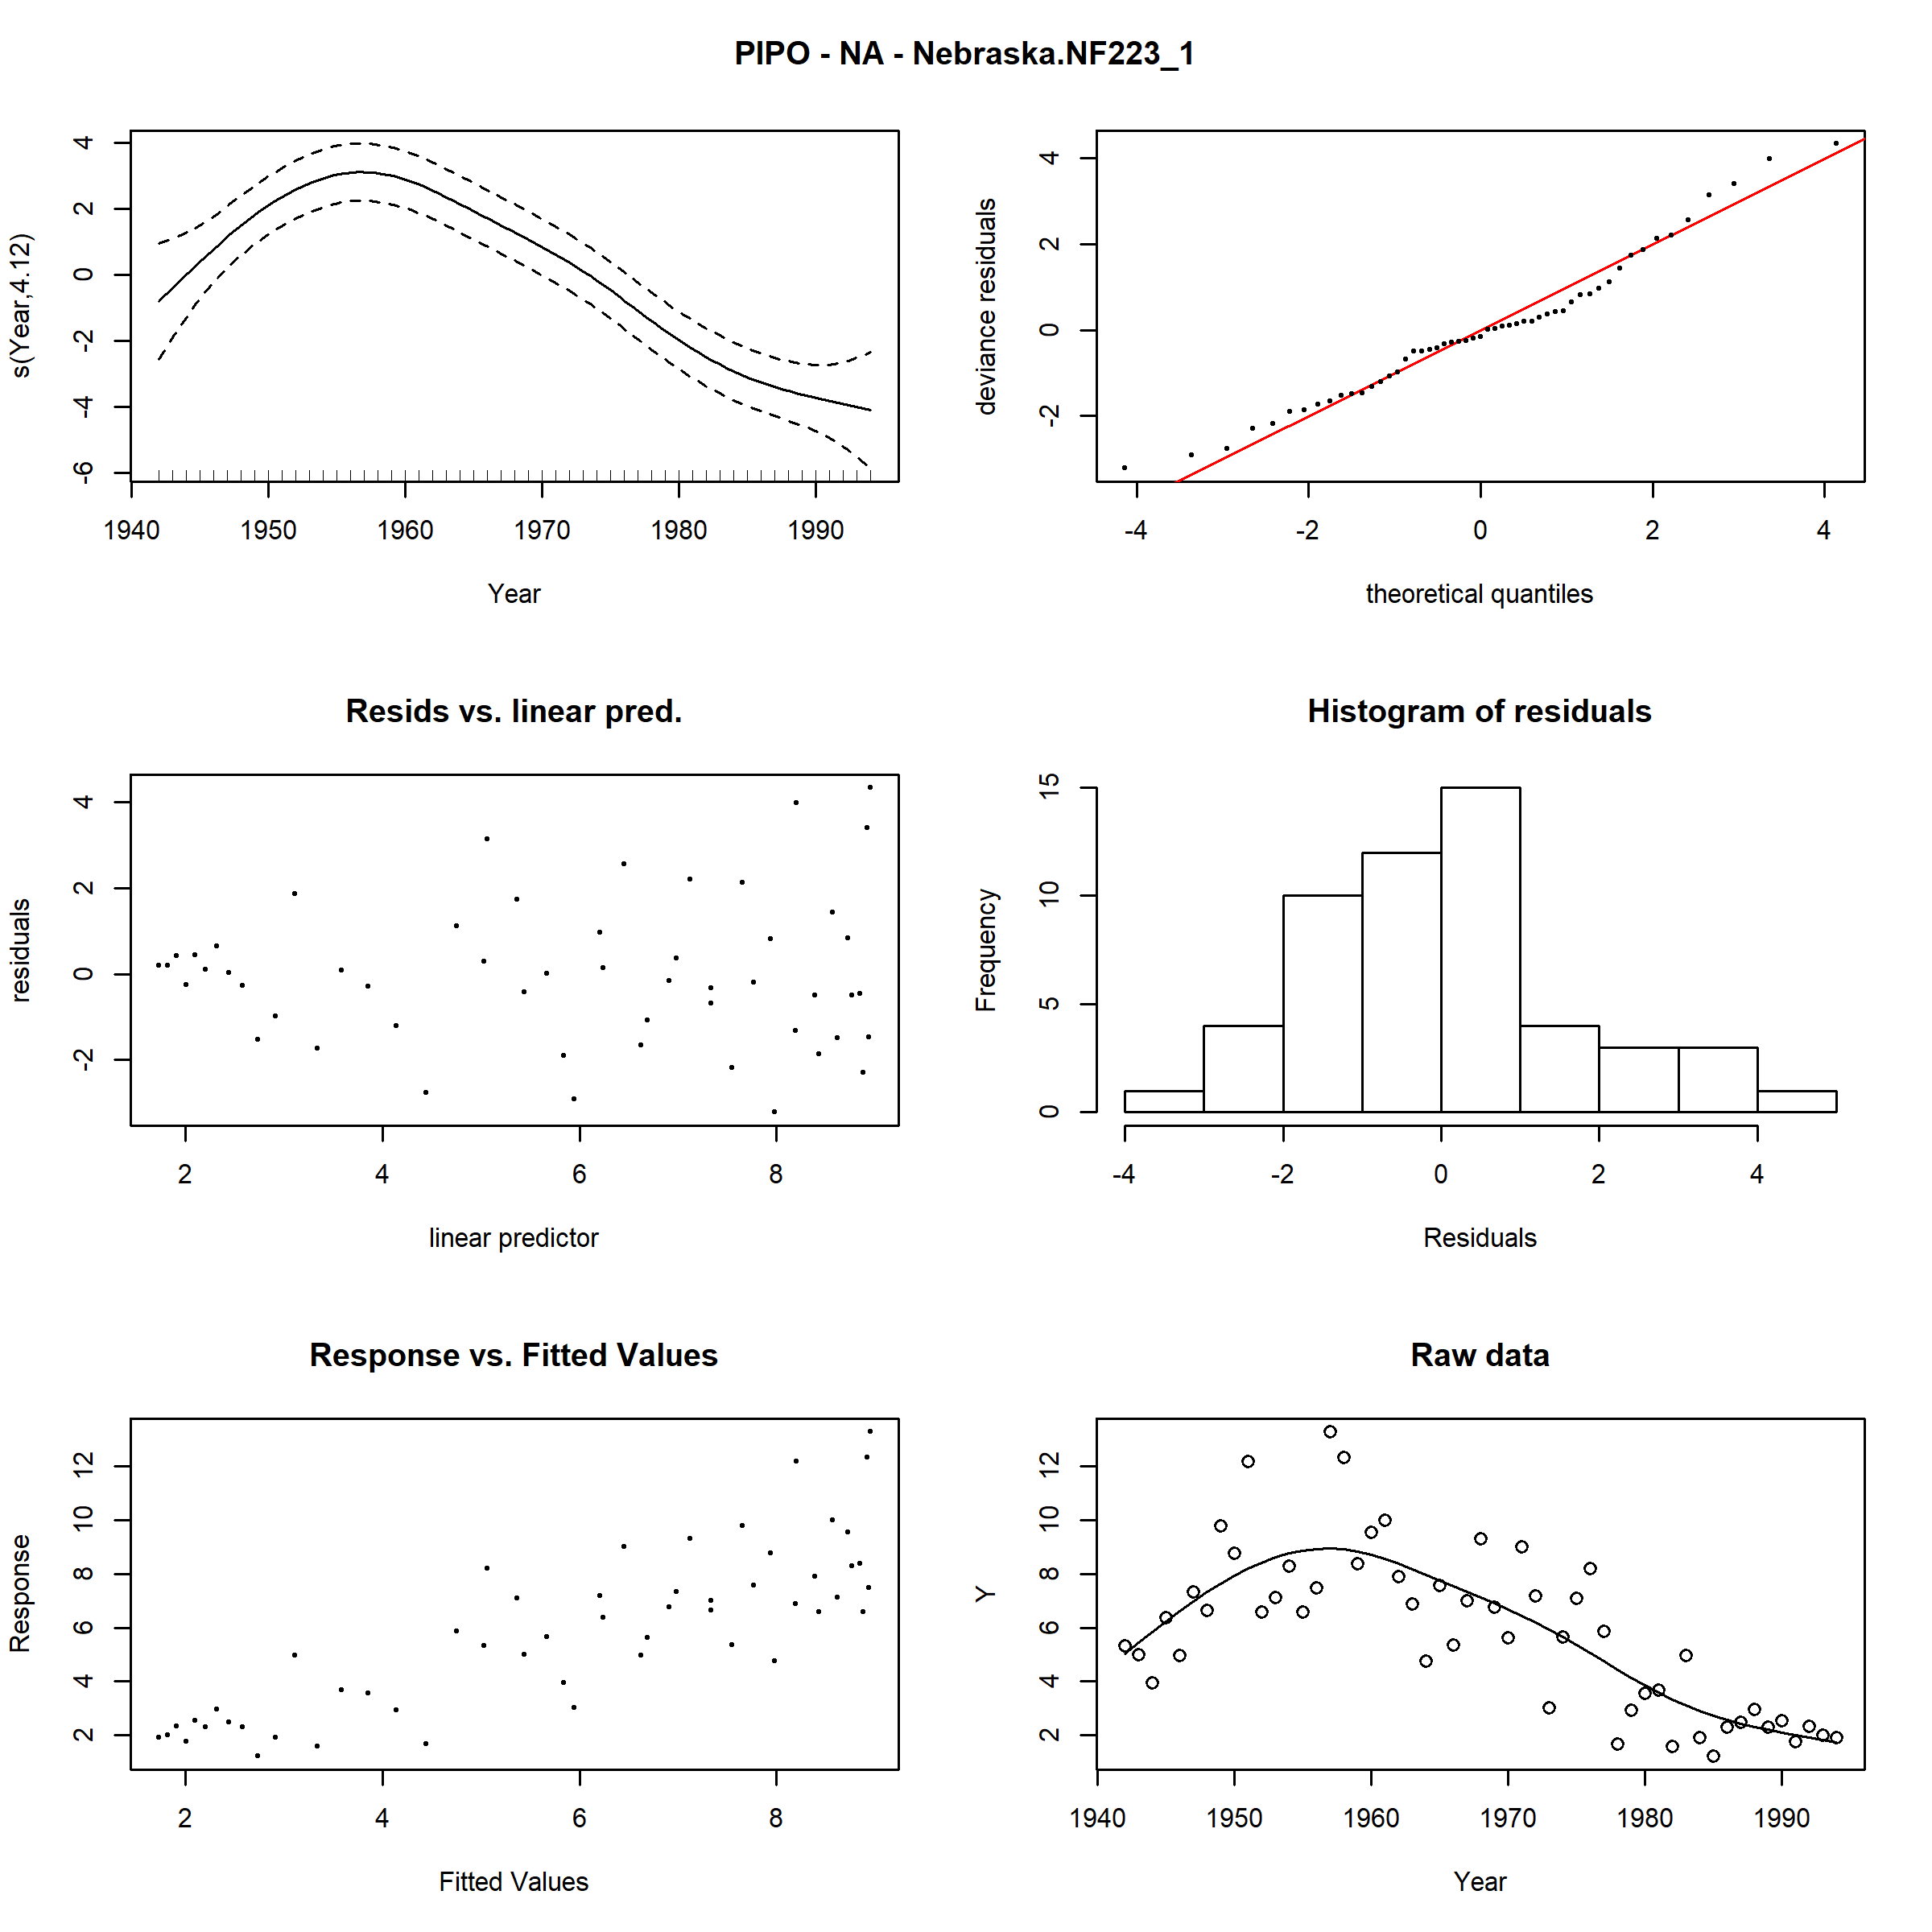 PIPO - NA - Nebraska.NF223_1
s(Year,4.12)
4
2
0
-2
-4
-6
1940 1950 1960 1970 1980 1990
Year
deviance residuals
4
2
0
-2
-4 -2 0 2 4
theoretical quantiles
Resids vs. linear pred.
residuals
4
2
0
-2
2 4 6 8
linear predictor
Histogram of residuals
Frequency
15
10
5
0
-4 -2 0 2 4
Residuals
Response vs. Fitted Values
Response
12
10
8
6
4
2
2 4 6 8
Fitted Values
Raw data
Y
12
10
8
6
4
2
1940 1950 1960 1970 1980 1990
Year